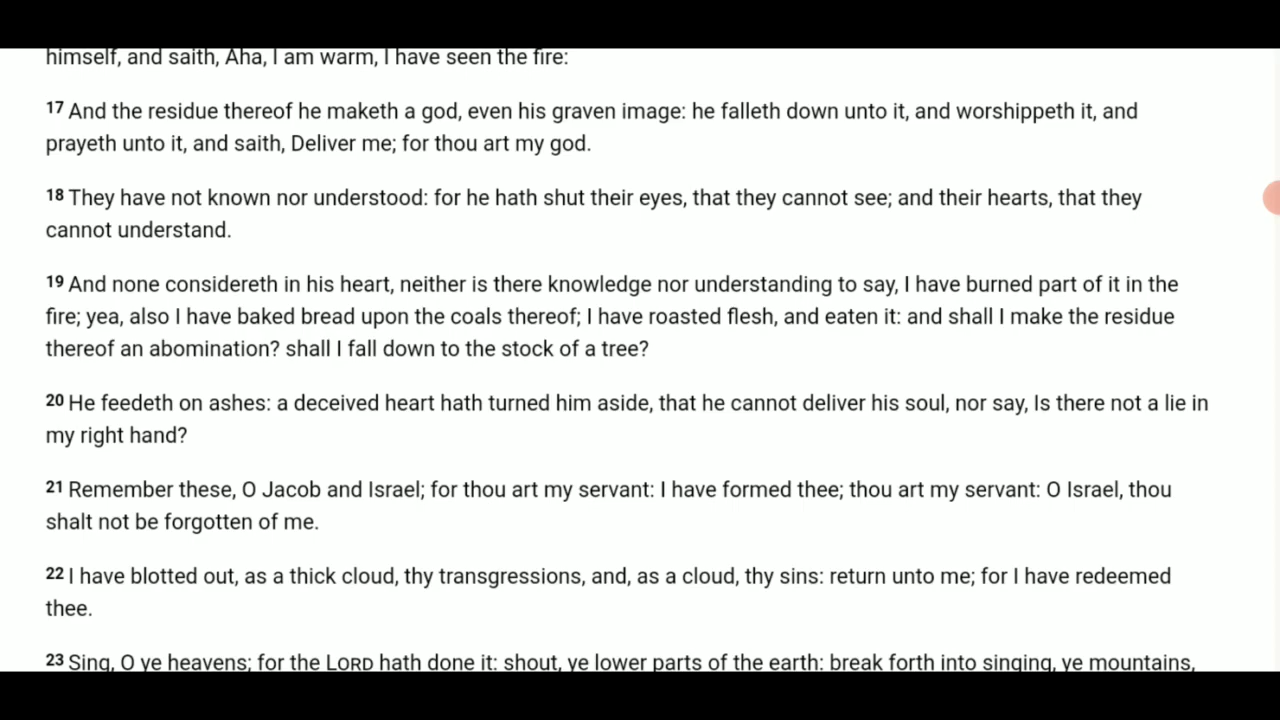 himself, and saith, Aha, I am warm, I have seen the fire:
17 And the residue thereof he maketh a god, even his graven image: he falleth down unto it, and worshippeth it, and
prayeth unto it, and saith, Deliver me; for thou art my god.
18 They have not known nor understood: for he hath shut their eyes, that they cannot see; and their hearts, that they
cannot understand.
19 And none considereth in his heart, neither is there knowledge nor understanding to say, I have burned part of it in the
fire; yea, also I have baked bread upon the coals thereof; I have roasted flesh, and eaten it: and shall I make the residue
thereof an abomination? shall I fall down to the stock of a tree?
20 He feedeth on ashes: a deceived heart hath turned him aside, that he cannot deliver his soul, nor say, Is there not a lie in
my right hand?
21 Remember these, O Jacob and Israel; for thou art my servant: I have formed thee; thou art my servant: O Israel, thou
shalt not be forgotten of me.
22 I have blotted out, as a thick cloud, thy transgressions, and, as a cloud, thy sins: return unto me; for I have redeemed
thee.
23 Sing, O ye heavens; for the LORD hath done it: shout, ye lower parts of the earth: break forth into singing, ye mountains,